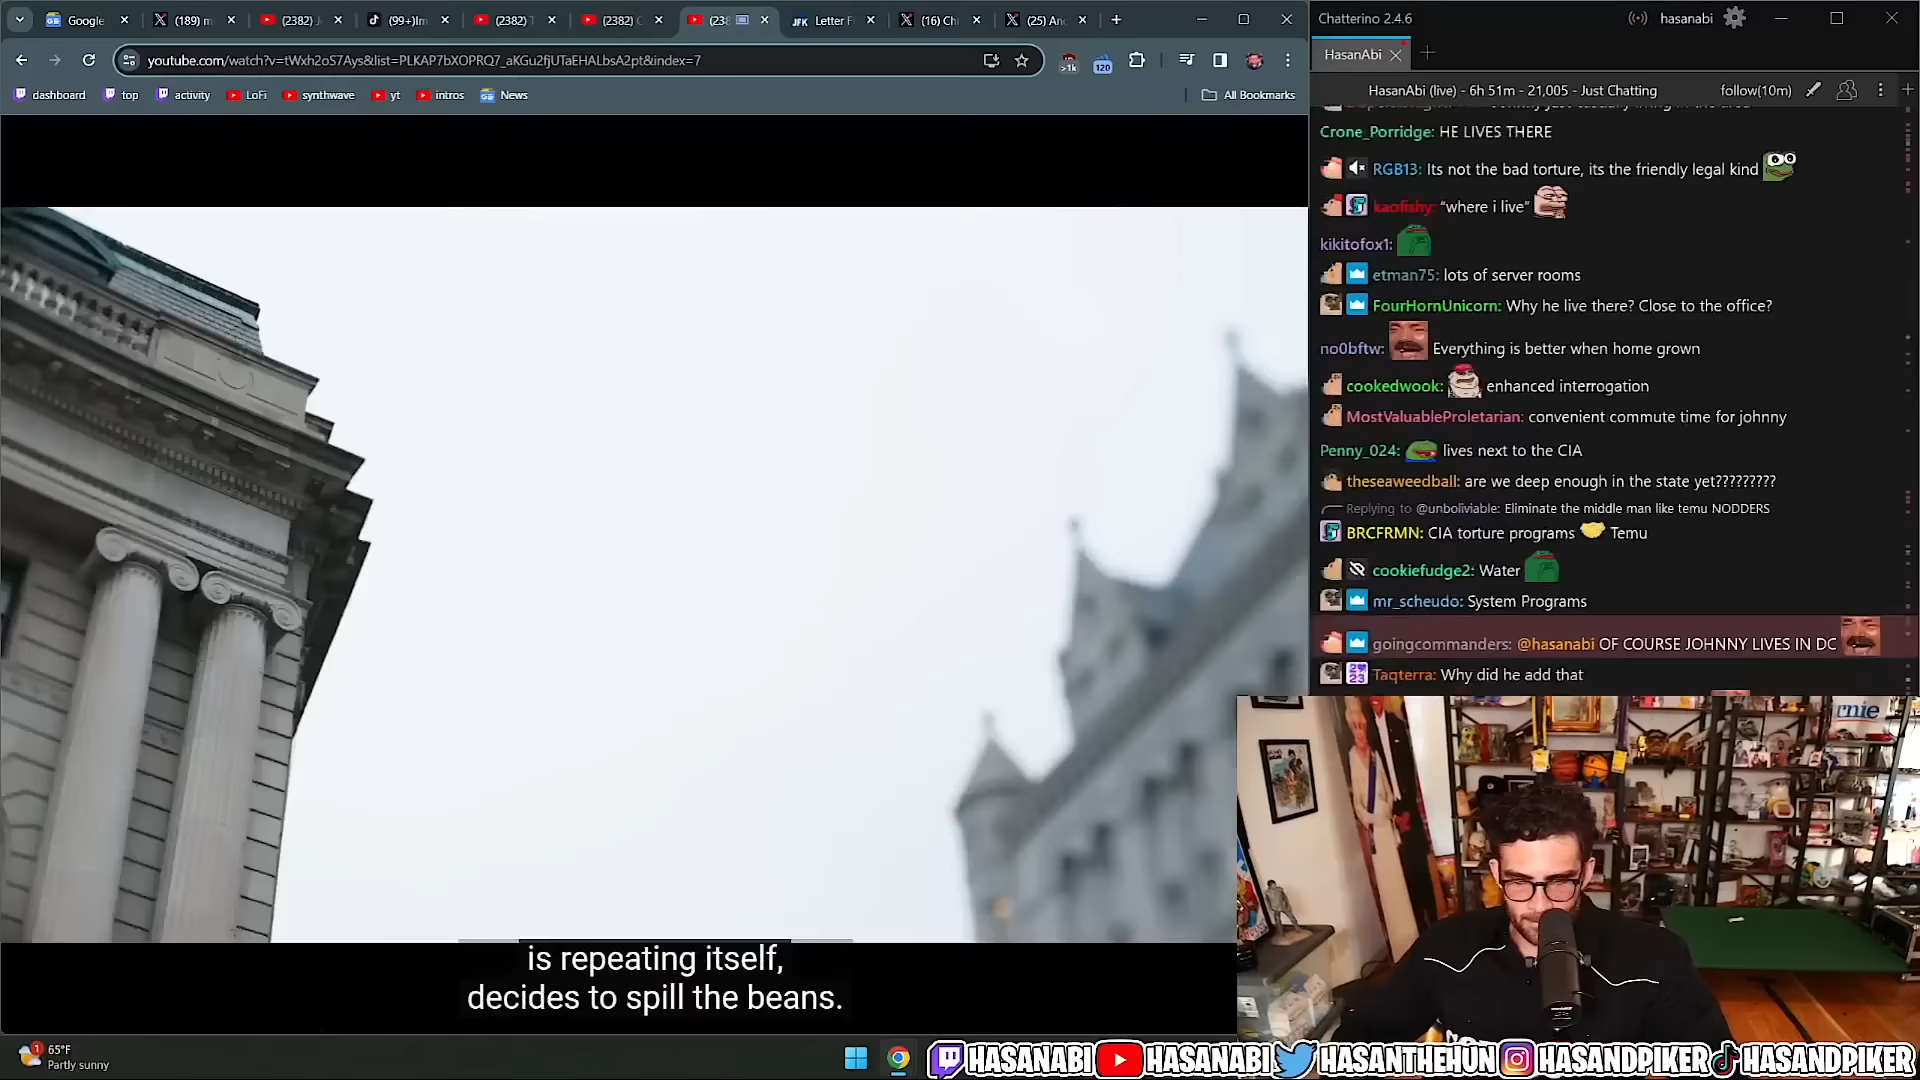 Google
(189) m
(2382) J
(99+)Im
(2382) T
(2382) C
(238
JFK
Letter F
(16) Ch
(25) An
youtube.com/watch?v=tWxh2oS7Ays&list=PLKAP7bXOPRQ7_aKGu2fjUTaEHALbsA2pt&index=7
>1k
120
dashboard
top
activity
LoFi
synthwave
yt
intros
News
All Bookmarks
is repeating itself,
decides to spill the beans.
1
65°F
Partly sunny
Chatterino 2.4.6
hasanabi
HasanAbi
HasanAbi (live) - 6h 51m - 21,005 - Just Chatting
follow(10m)
Crone_Porridge: HE LIVES THERE
RGB13: Its not the bad torture, its the friendly legal kind
kaofishy: “where i live”
kikitofox1:
etman75: lots of server rooms
FourHornUnicorn: Why he live there? Close to the office?
no0bftw: Everything is better when home grown
cookedwook: enhanced interrogation
MostValuableProletarian: convenient commute time for johnny
Penny_024: lives next to the CIA
theseaweedball: are we deep enough in the state yet?????????
Replying to @unboliviable: Eliminate the middle man like temu NODDERS
BRCFRMN: CIA torture programs Temu
cookiefudge2: Water
mr_scheudo: System Programs
goingcommanders: @hasanabi OF COURSE JOHNNY LIVES IN DC
Taqterra: Why did he add that
rnie
HASANABI HASANABI HASANTHEHUN HASANDPIKER HASANDPIKER